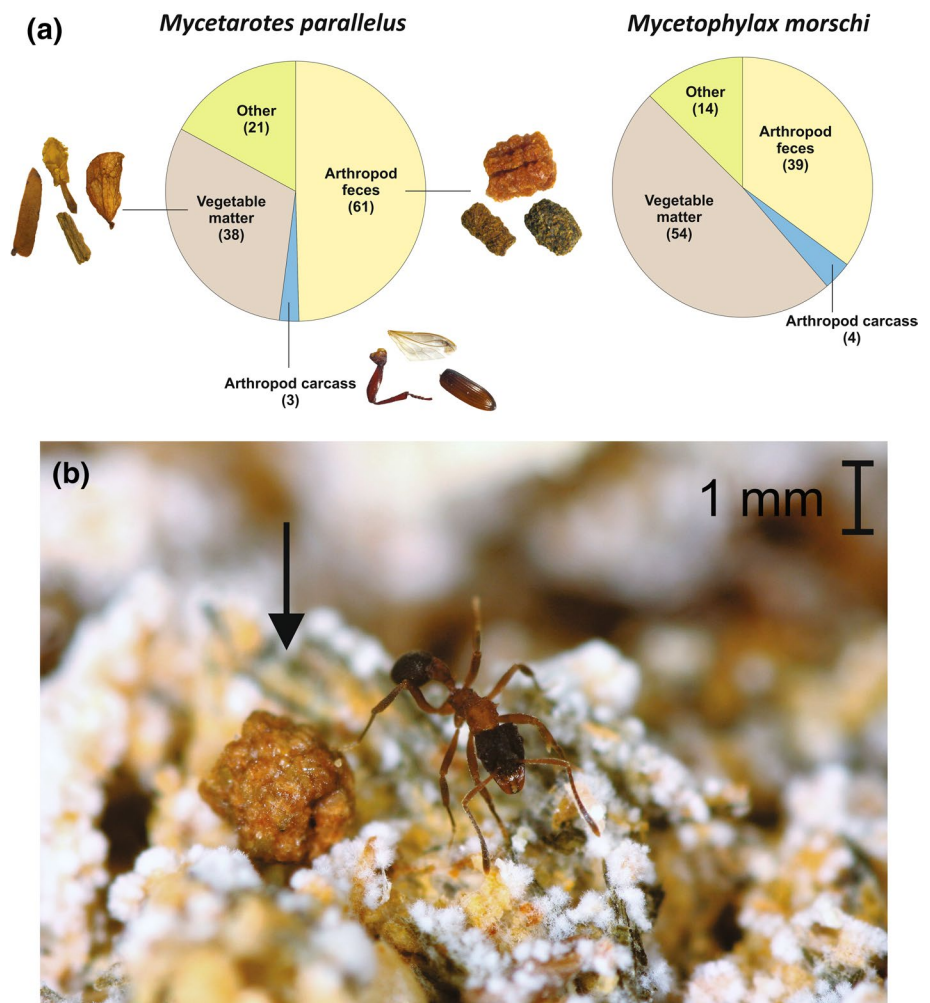 (a)
Mycetarotes parallelus
Mycetophylax morschi
Other
(21)
Arthropod
feces
(61)
Vegetable
matter
(38)
Arthropod carcass
(3)
Other
(14)
Arthropod
feces
(39)
Vegetable matter
(54)
Arthropod carcass
(4)
(b)
1 mm